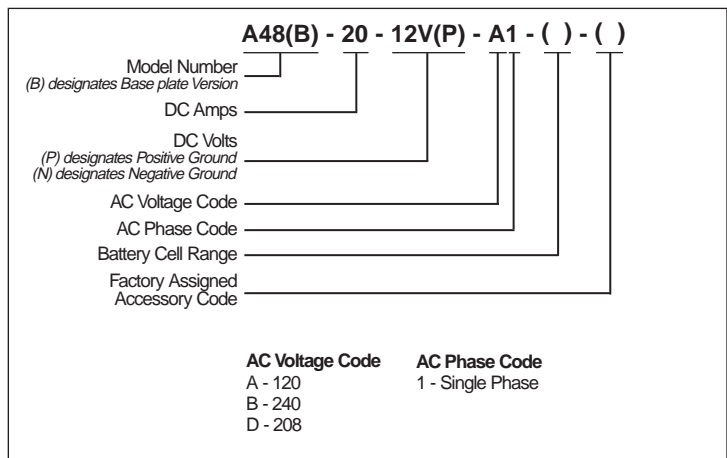 A48(B) - 20 - 12V(P) - A1 - ( ) - ( )
Model Number
(B) designates Base plate Version
DC Amps
DC Volts
(P) designates Positive Ground
(N) designates Negative Ground
AC Voltage Code
AC Phase Code
Battery Cell Range
Factory Assigned
Accessory Code
AC Voltage Code
A - 120
B - 240
D - 208
AC Phase Code
1 - Single Phase